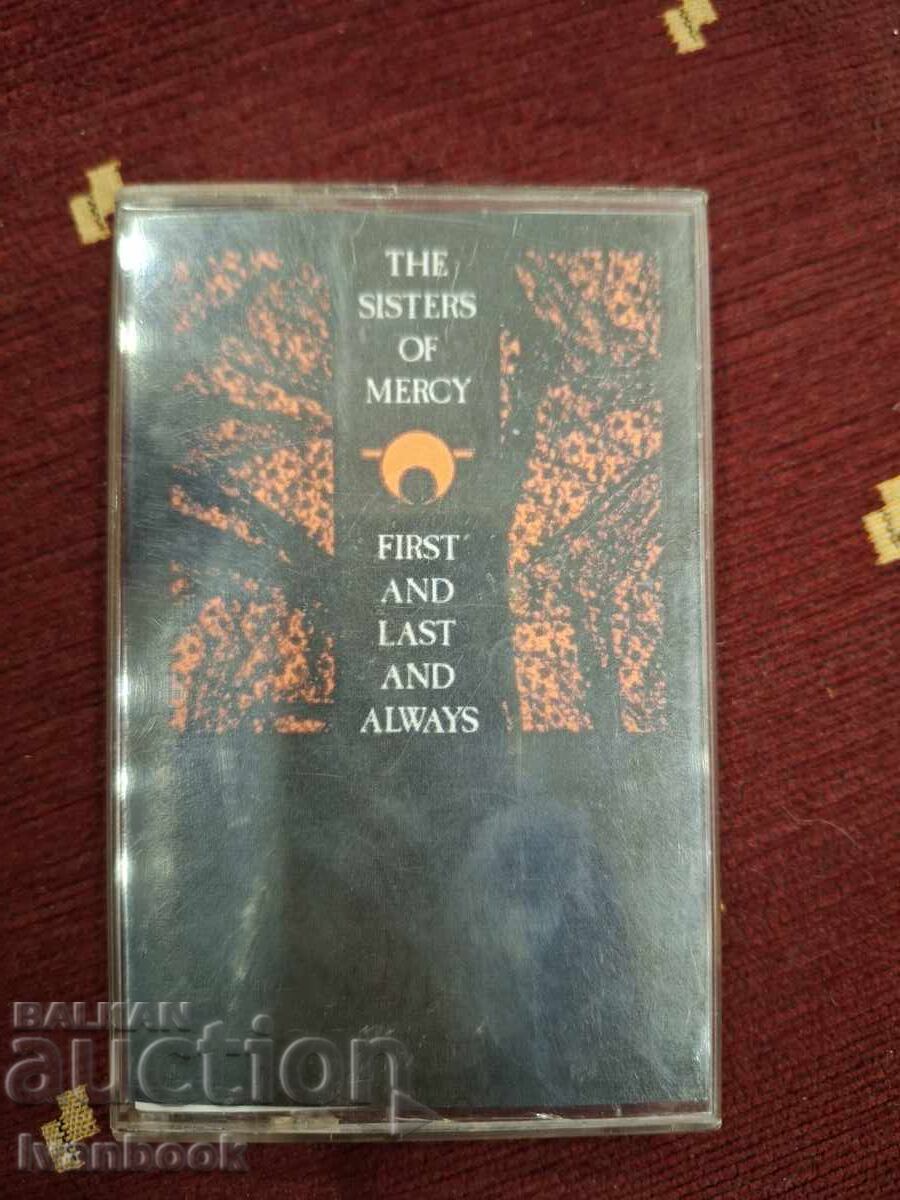 THE
SISTERS
OF
MERCY
FIRST
AND
LAST
AND
ALWAYS
BALKAN
auction
Ivanbook